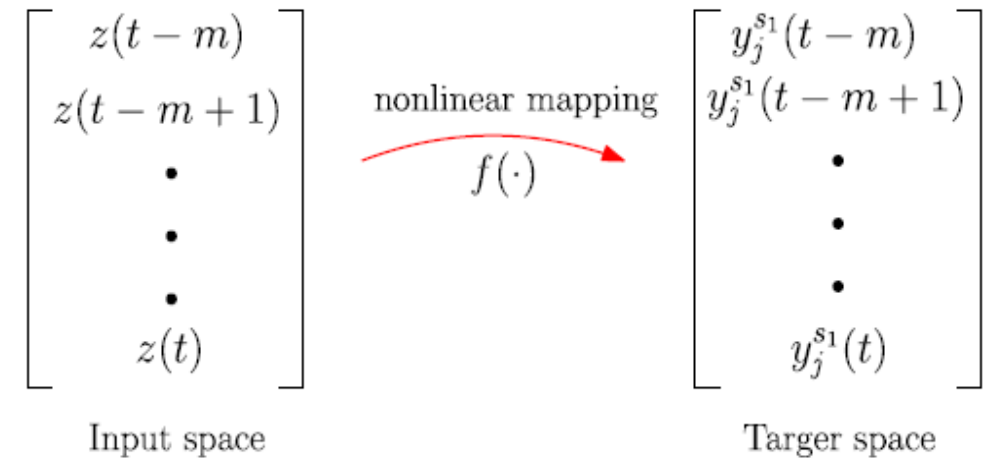 z(t − m)
z(t − m + 1)
•
•
•
z(t)
Input space
nonlinear mapping
f(·)
y_j^{s_1}(t − m)
y_j^{s_1}(t − m + 1)
•
•
•
y_j^{s_1}(t)
Targer space